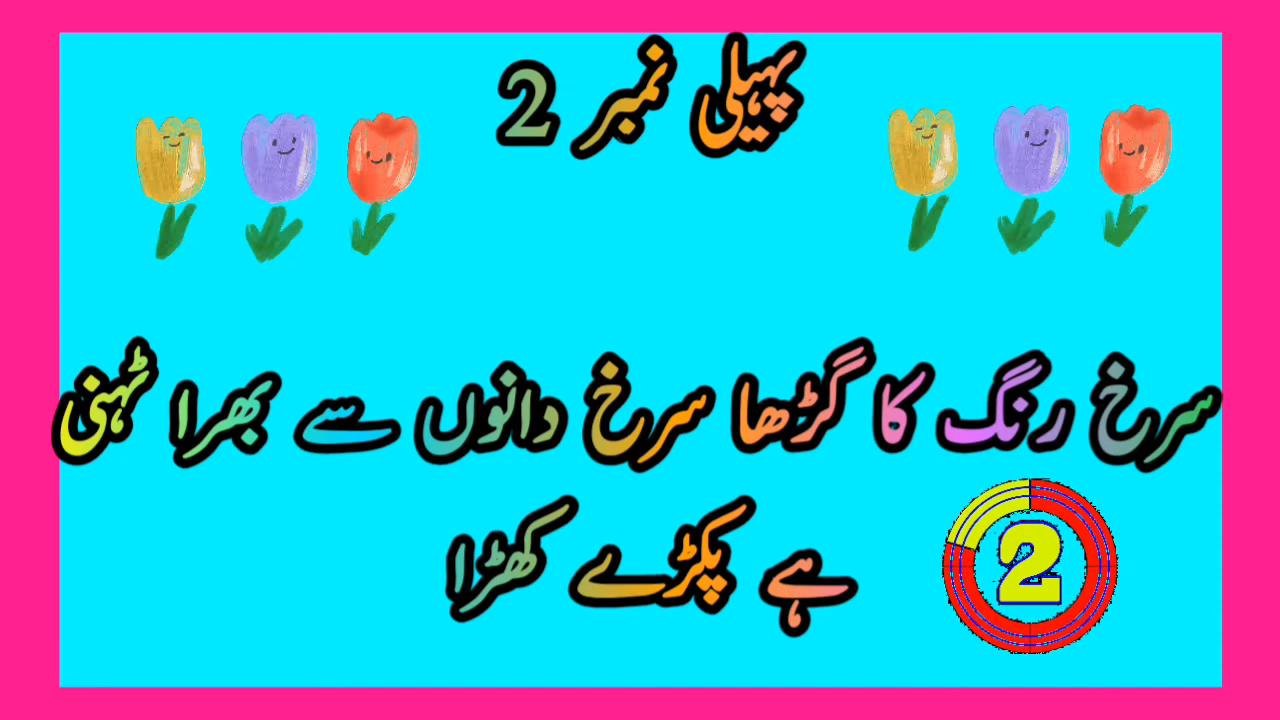 پہیلی نمبر 2
سرخ رنگ کا گڑھا سرخ دانوں سے بھرا ٹہنی
ہے پکڑے کھڑا
2